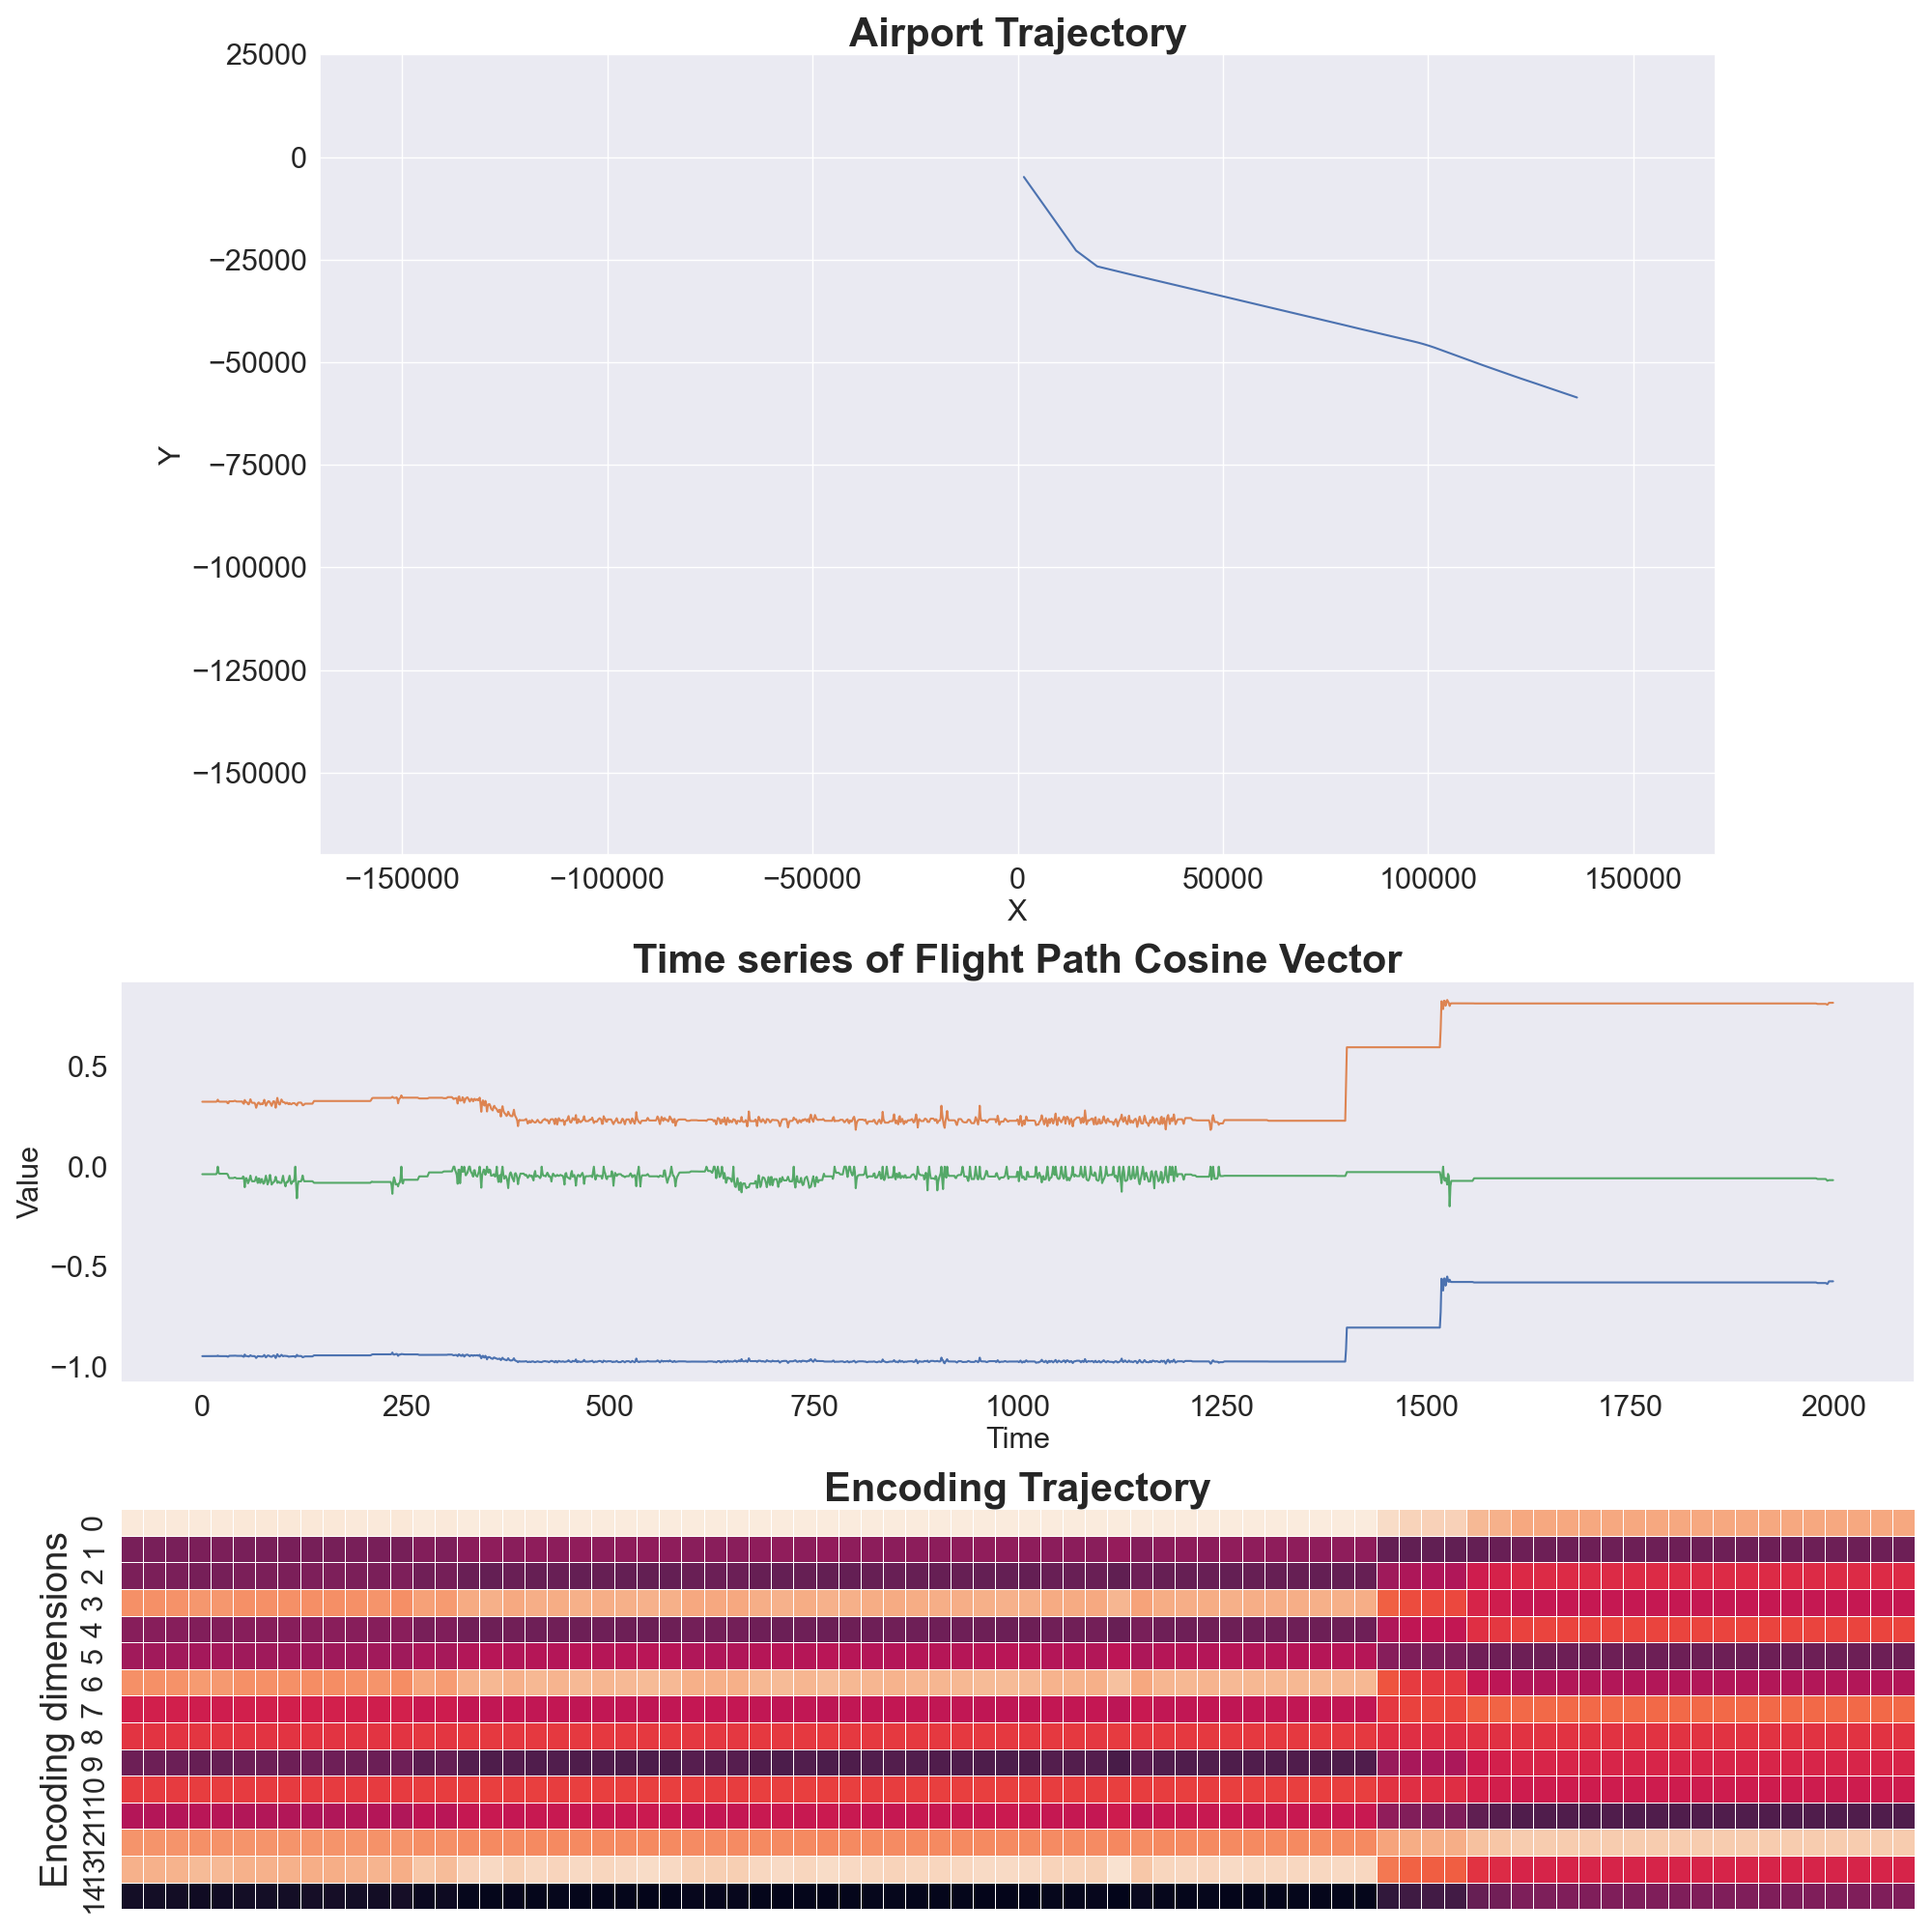 Airport Trajectory
25000
0
−25000
−50000
−75000
−100000
−125000
−150000
Y
−150000 −100000 −50000 0 50000 100000 150000
X
Time series of Flight Path Cosine Vector
0.5
0.0
−0.5
−1.0
Value
0 250 500 750 1000 1250 1500 1750 2000
Time
Encoding Trajectory
Encoding dimensions
0
1
2
3
4
5
6
7
8
9
10
11
12
13
14